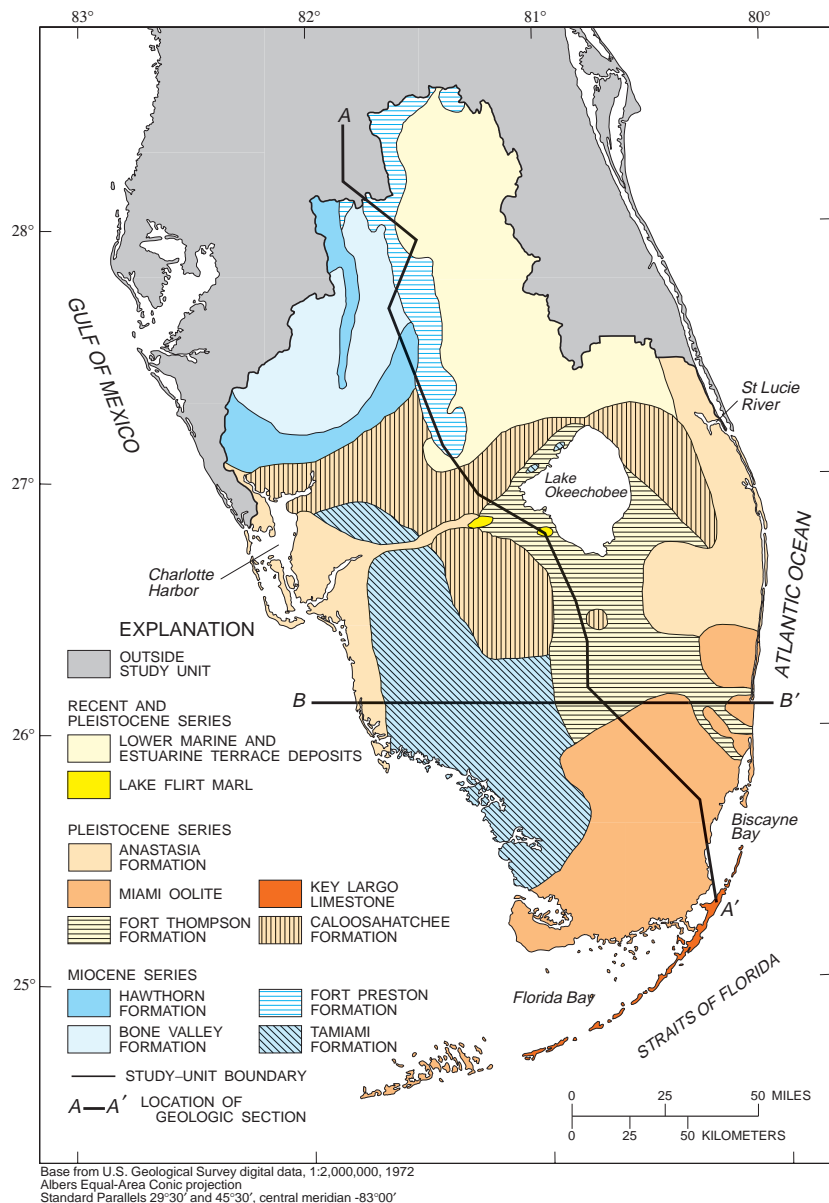 83°
82°
81°
80°
A
28°
GULF OF MEXICO
St Lucie
River
27°
Lake
Okeechobee
Charlotte
Harbor
ATLANTIC OCEAN
EXPLANATION
OUTSIDE
STUDY UNIT
B
B′
RECENT AND
PLEISTOCENE SERIES
LOWER MARINE AND
ESTUARINE TERRACE DEPOSITS
26°
LAKE FLIRT MARL
Biscayne
Bay
PLEISTOCENE SERIES
ANASTASIA
FORMATION
MIAMI OOLITE
KEY LARGO
LIMESTONE
A′
FORT THOMPSON
FORMATION
CALOOSAHATCHEE
FORMATION
25°
MIOCENE SERIES
HAWTHORN
FORMATION
FORT PRESTON
FORMATION
Florida Bay
STRAITS OF FLORIDA
BONE VALLEY
FORMATION
TAMIAMI
FORMATION
STUDY–UNIT BOUNDARY
A—A′ LOCATION OF
GEOLOGIC SECTION
0 25 50 MILES
0 25 50 KILOMETERS
Base from U.S. Geological Survey digital data, 1:2,000,000, 1972
Albers Equal-Area Conic projection
Standard Parallels 29°30′ and 45°30′, central meridian -83°00′